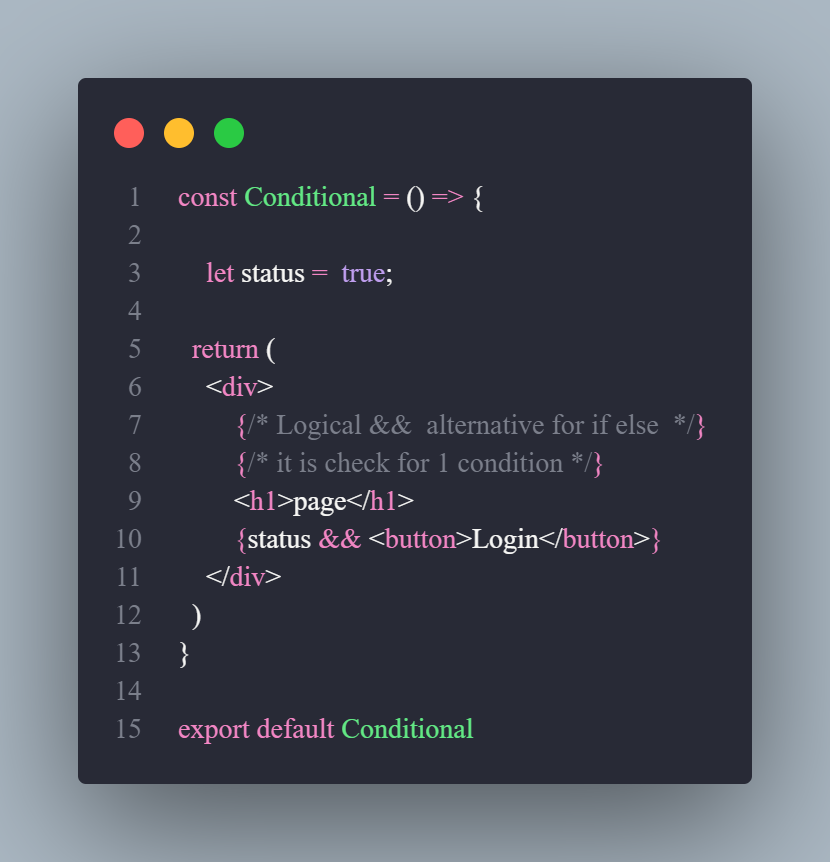 1 const Conditional = () => {
2
3 let status =  true;
4
5 return (
6 <div>
7 {/* Logical &&  alternative for if else  */}
8 {/* it is check for 1 condition */}
9 <h1>page</h1>
10 {status && <button>Login</button>}
11 </div>
12 )
13 }
14
15 export default Conditional